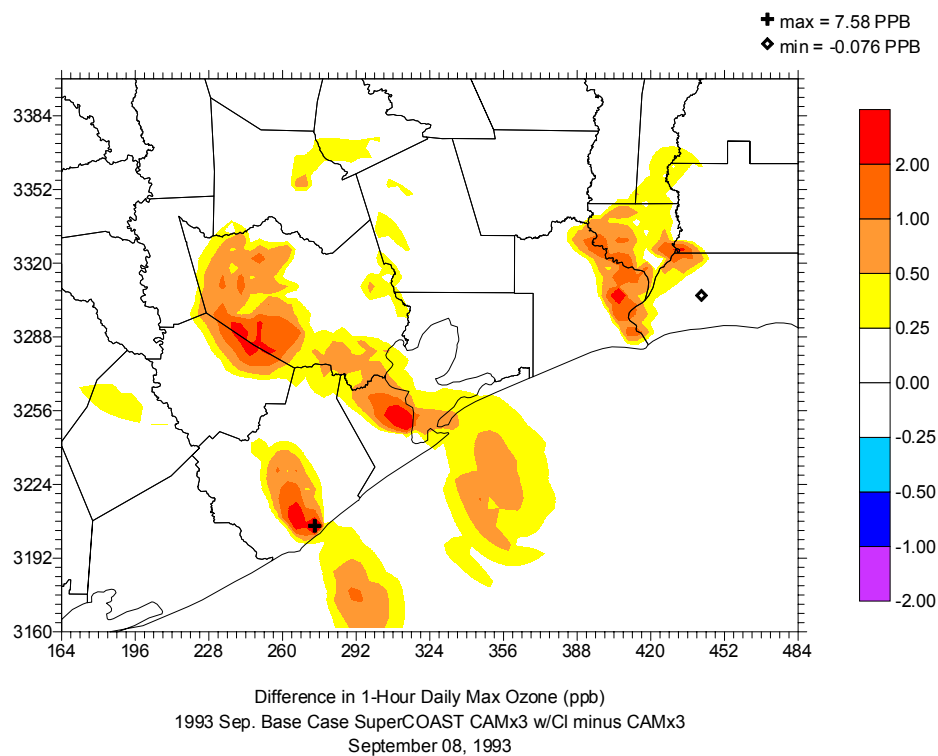 max = 7.58 PPB
min = -0.076 PPB
3384
3352
3320
3288
3256
3224
3192
3160
164 196 228 260 292 324 356 388 420 452 484
2.00
1.00
0.50
0.25
0.00
-0.25
-0.50
-1.00
-2.00
Difference in 1-Hour Daily Max Ozone (ppb)
1993 Sep. Base Case SuperCOAST CAMx3 w/Cl minus CAMx3
September 08, 1993